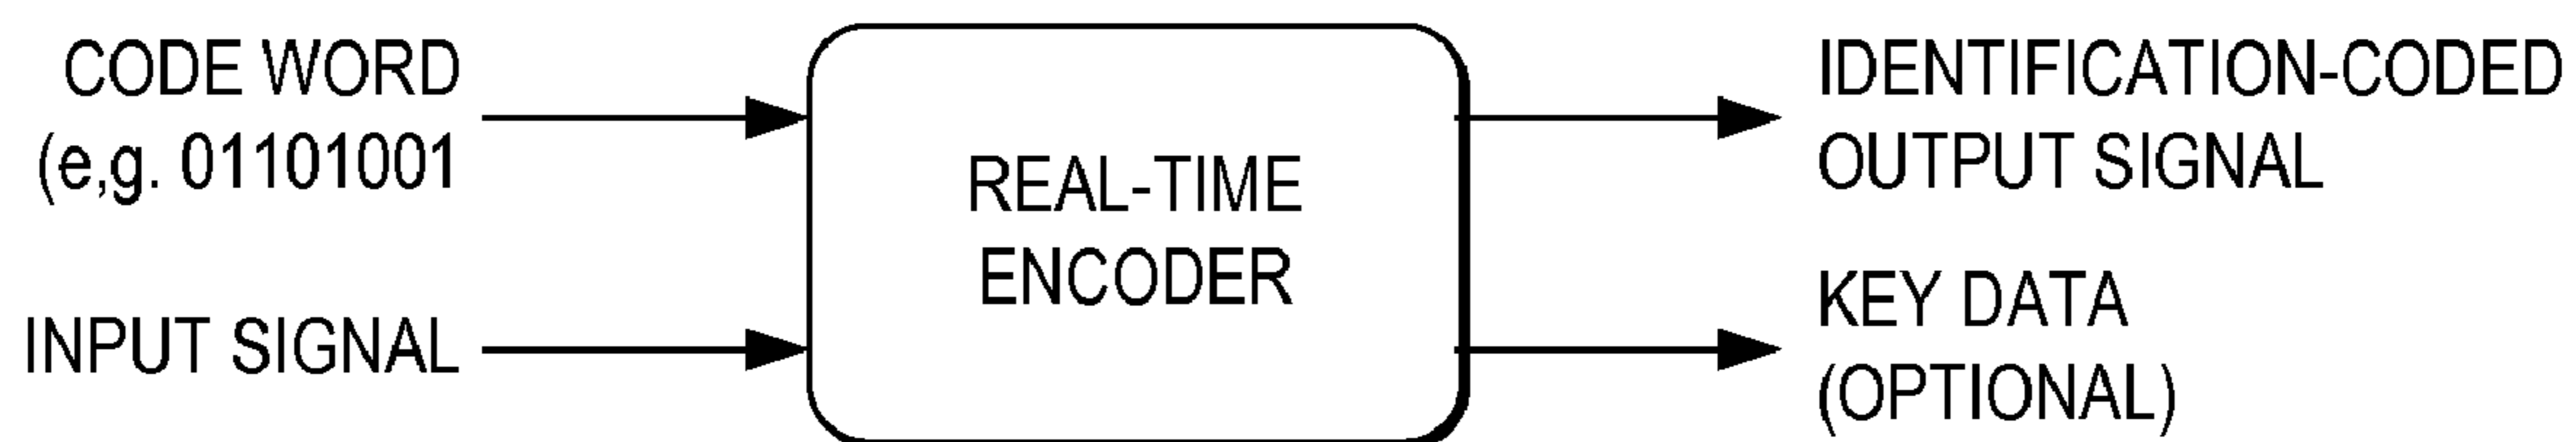 CODE WORD
(e,g. 01101001
INPUT SIGNAL
REAL-TIME
ENCODER
IDENTIFICATION-CODED
OUTPUT SIGNAL
KEY DATA
(OPTIONAL)